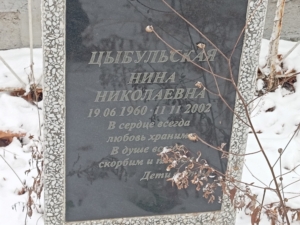 ЦЫБУЛЬСКАЯ
НИНА
НИКОЛАЕВНА
19 06 1960 11 11 2002
В сердце всегда
любовь храним
В душе
скорбим и
Дети